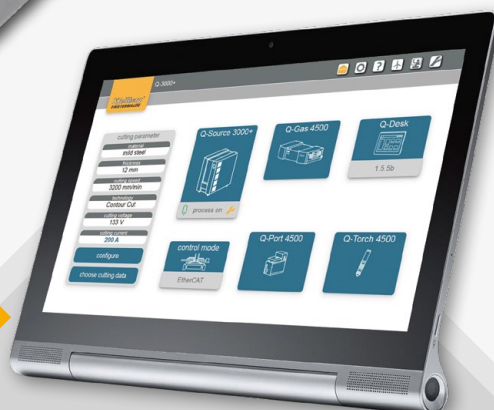 Kjellberg
FINSTERWALDE
Q-3000+
?
cutting parameter
material
mild steel
thickness
12 mm
cutting speed
3200 mm/min
technology
Contour Cut
cutting voltage
133 V
cutting current
200 A
configure
choose cutting data
Q-Source 3000+
process on
Q-Gas 4500
Q-Desk
1.5.5b
control mode
EtherCAT
Q-Port 4500
Q-Torch 4500